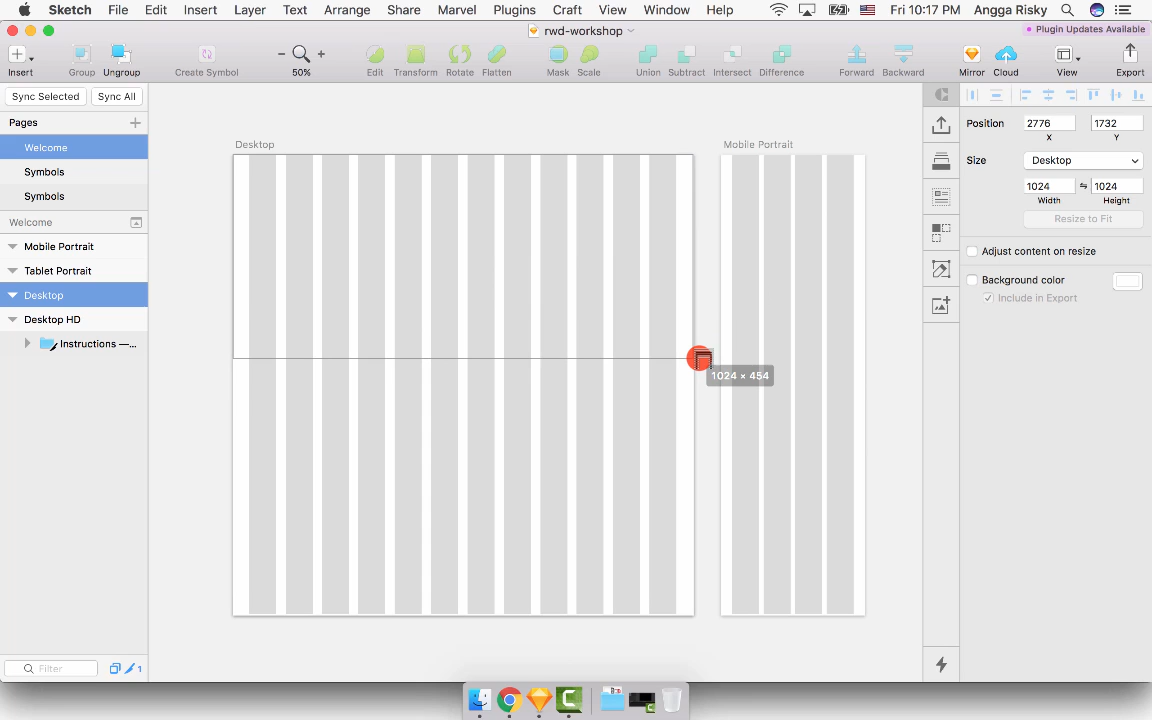 Sketch File Edit Insert Layer Text Arrange Share Marvel Plugins Craft View Window Help Fri 10:17 PM Angga Risky
rwd-workshop
Plugin Updates Available
Insert Group Ungroup Create Symbol 50% Edit Transform Rotate Flatten Mask Scale Union Subtract Intersect Difference Forward Backward Mirror Cloud View Export
Sync Selected Sync All
Pages
Welcome
Symbols
Symbols
Welcome
Mobile Portrait
Tablet Portrait
Desktop
Desktop HD
Instructions —...
Filter
1
Desktop
Mobile Portrait
1024 × 454
Position 2776 1732
X Y
Size Desktop
1024 1024
Width Height
Resize to Fit
Adjust content on resize
Background color
Include in Export